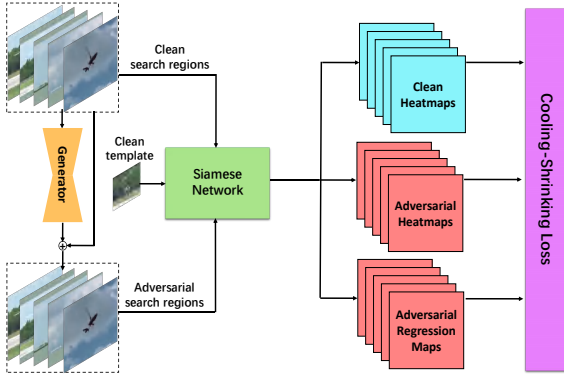 Clean
search regions
Generator
Clean
template
Siamese
Network
Adversarial
search regions
Clean
Heatmaps
Adversarial
Heatmaps
Adversarial
Regression
Maps
Cooling-Shrinking Loss